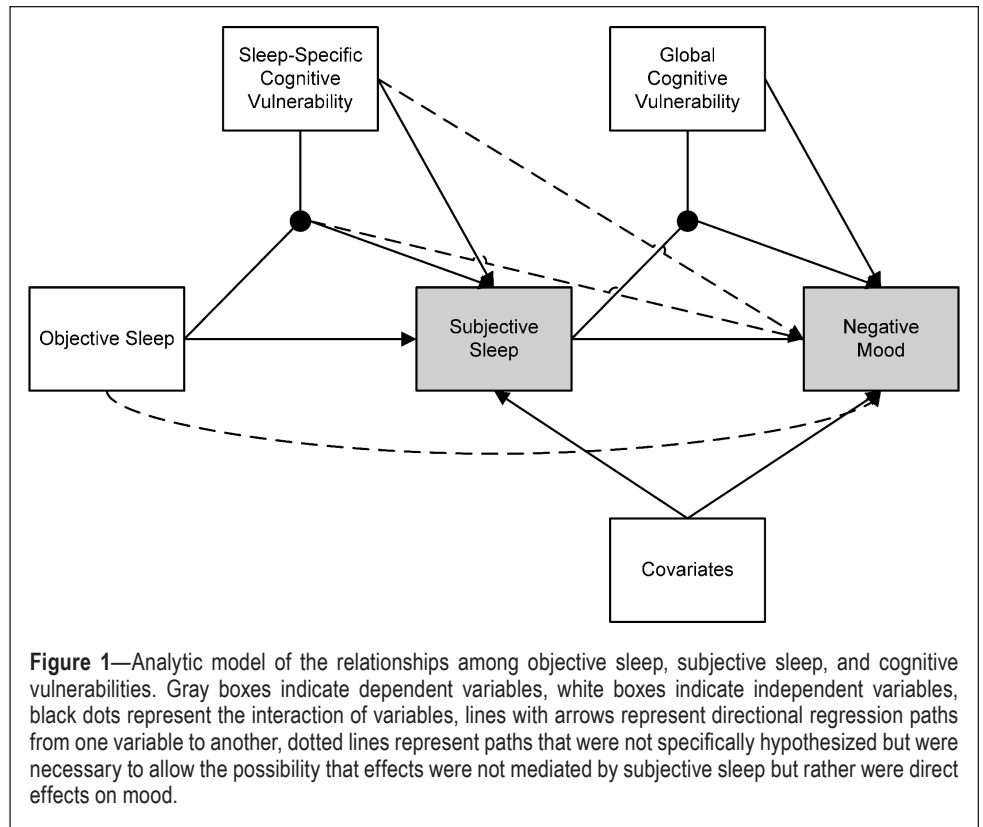 Sleep-Specific
Cognitive
Vulnerability
Global
Cognitive
Vulnerability
Objective Sleep
Subjective
Sleep
Negative
Mood
Covariates
Figure 1—Analytic model of the relationships among objective sleep, subjective sleep, and cognitive
vulnerabilities. Gray boxes indicate dependent variables, white boxes indicate independent variables,
black dots represent the interaction of variables, lines with arrows represent directional regression paths
from one variable to another, dotted lines represent paths that were not specifically hypothesized but were
necessary to allow the possibility that effects were not mediated by subjective sleep but rather were direct
effects on mood.